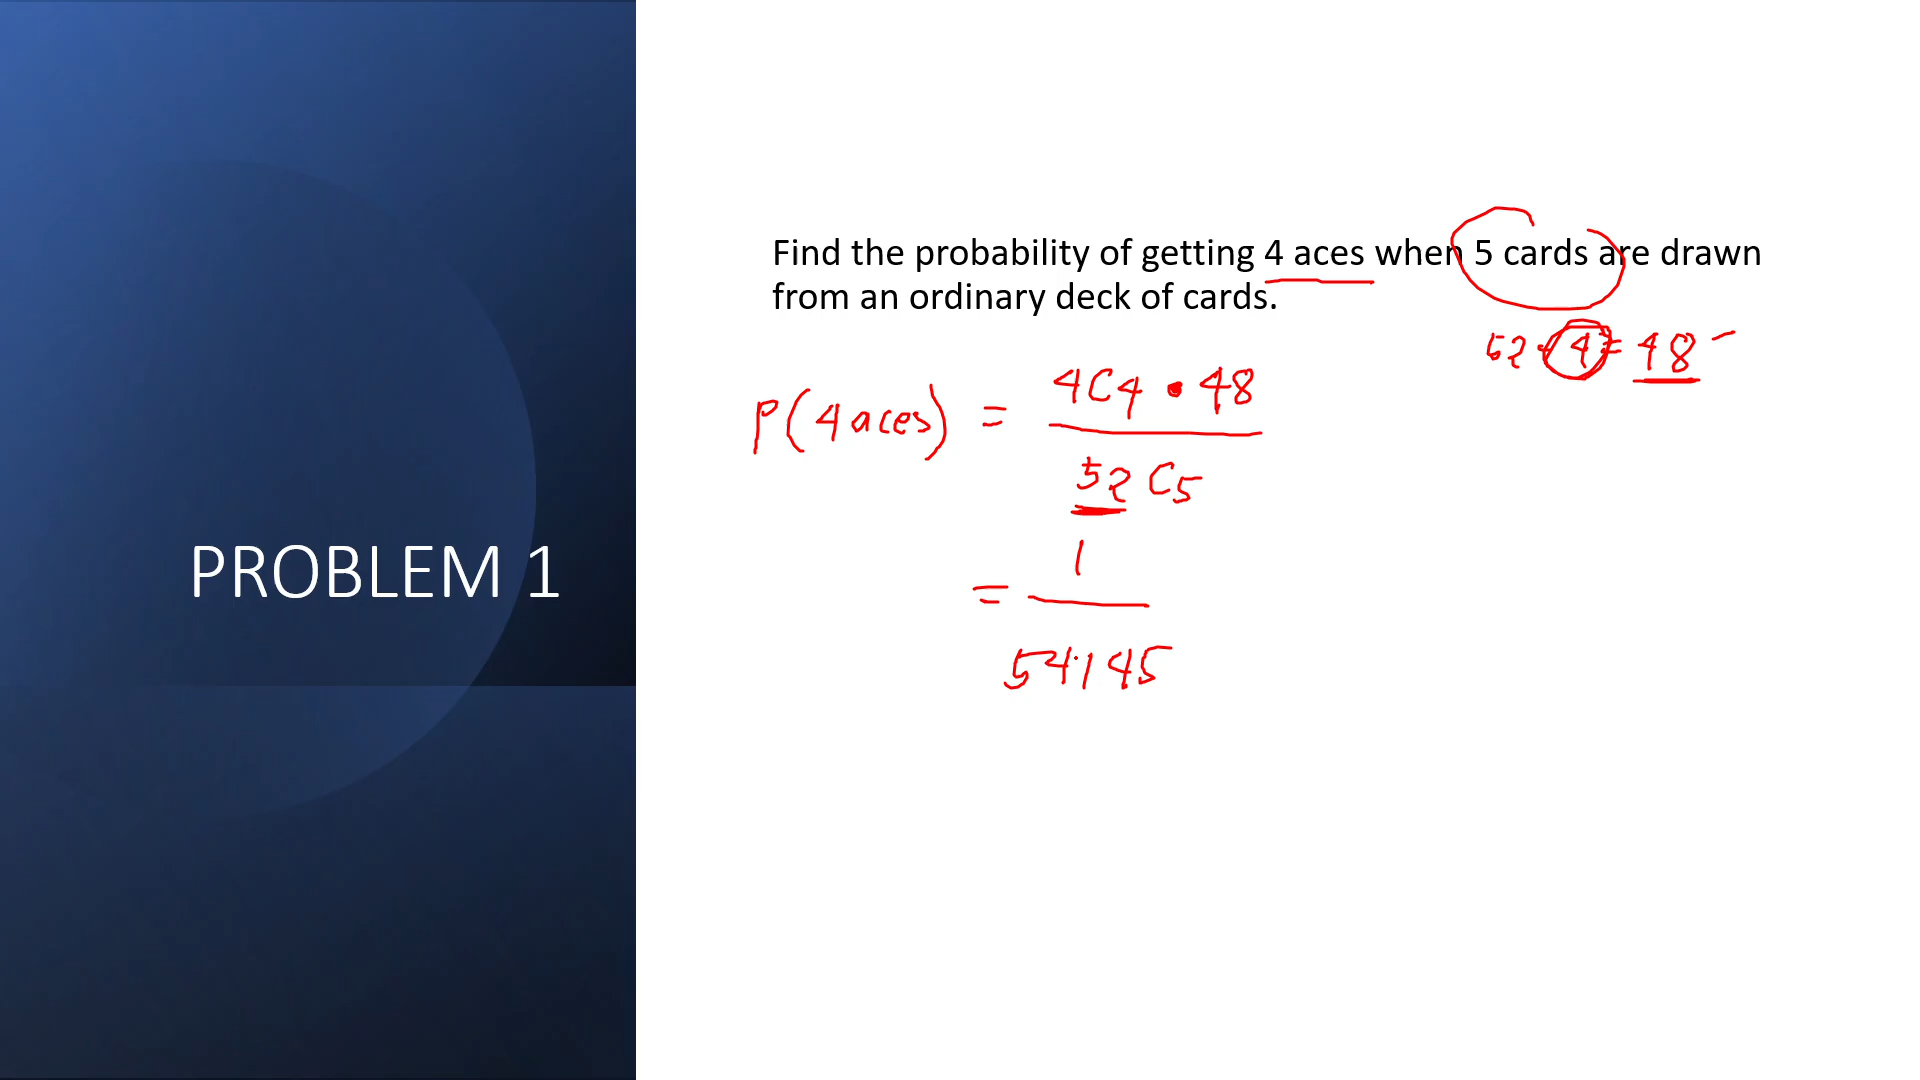 PROBLEM 1
Find the probability of getting 4 aces when 5 cards are drawn
from an ordinary deck of cards.
52 - 4 = 48
P(4 aces) = 4C4 • 48
52 C5
= 1
54145